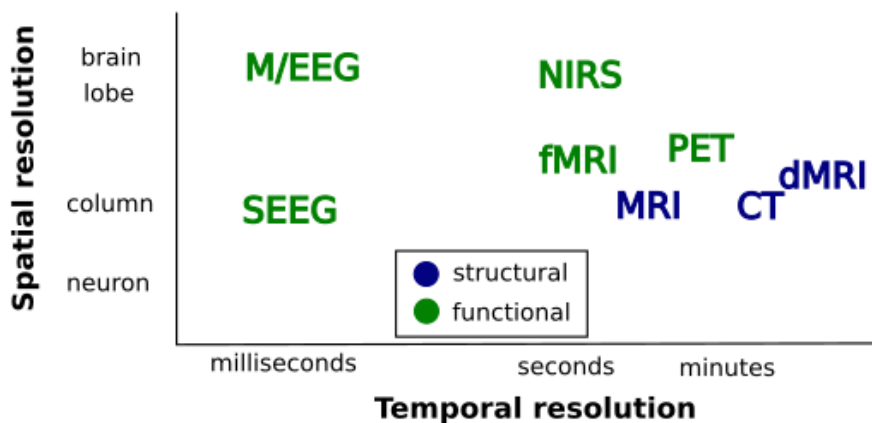 Spatial resolution
brain
lobe
column
neuron
M/EEG
NIRS
fMRI
PET
dMRI
SEEG
MRI
CT
structural
functional
milliseconds
seconds
minutes
Temporal resolution